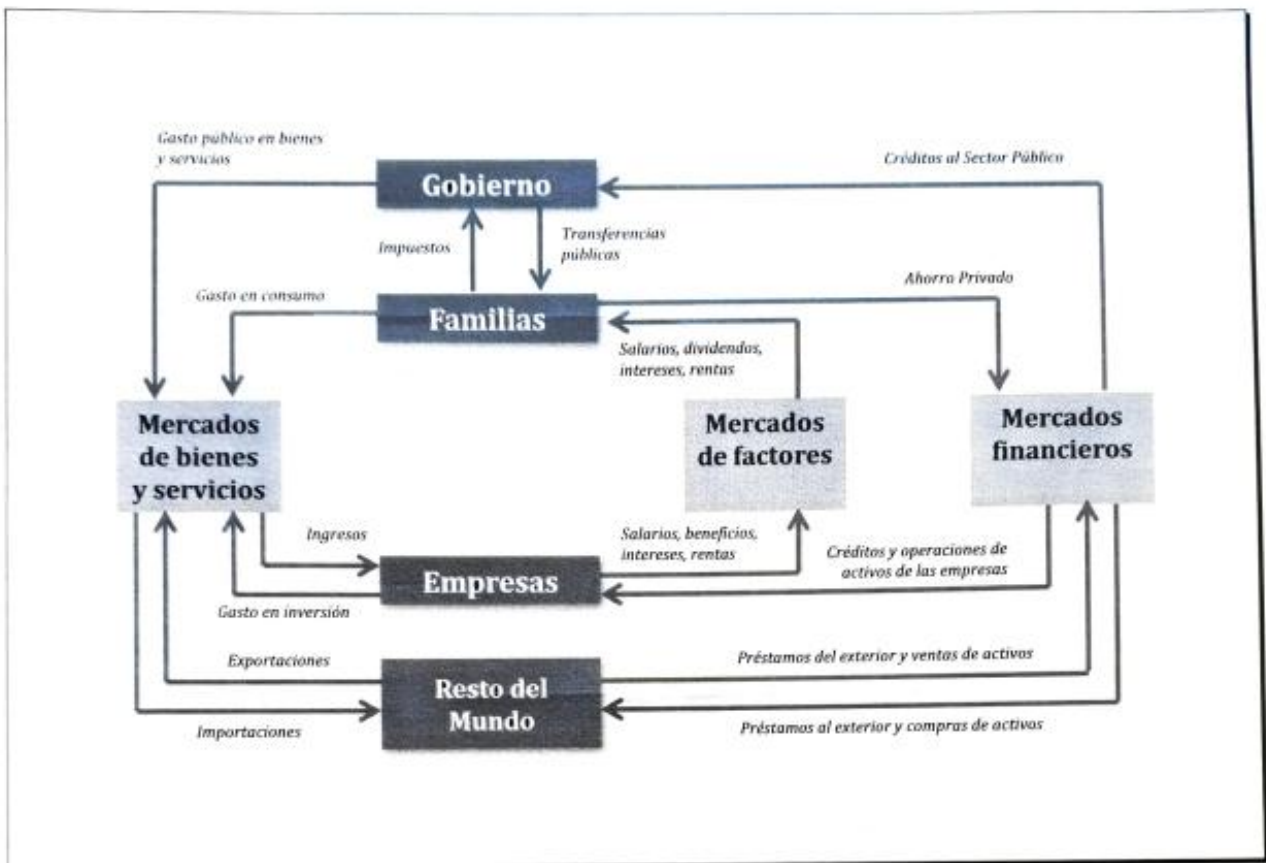 Gasto público en bienes
y servicios
Gobierno
Créditos al Sector Público
Impuestos
Transferencias
públicas
Gasto en consumo
Familias
Ahorro Privado
Salarios, dividendos,
intereses, rentas
Mercados
de bienes
y servicios
Mercados
de factores
Mercados
financieros
Ingresos
Empresas
Salarios, beneficios,
intereses, rentas
Créditos y operaciones de
activos de las empresas
Gasto en inversión
Exportaciones
Resto del
Mundo
Préstamos del exterior y ventas de activos
Importaciones
Préstamos al exterior y compras de activos